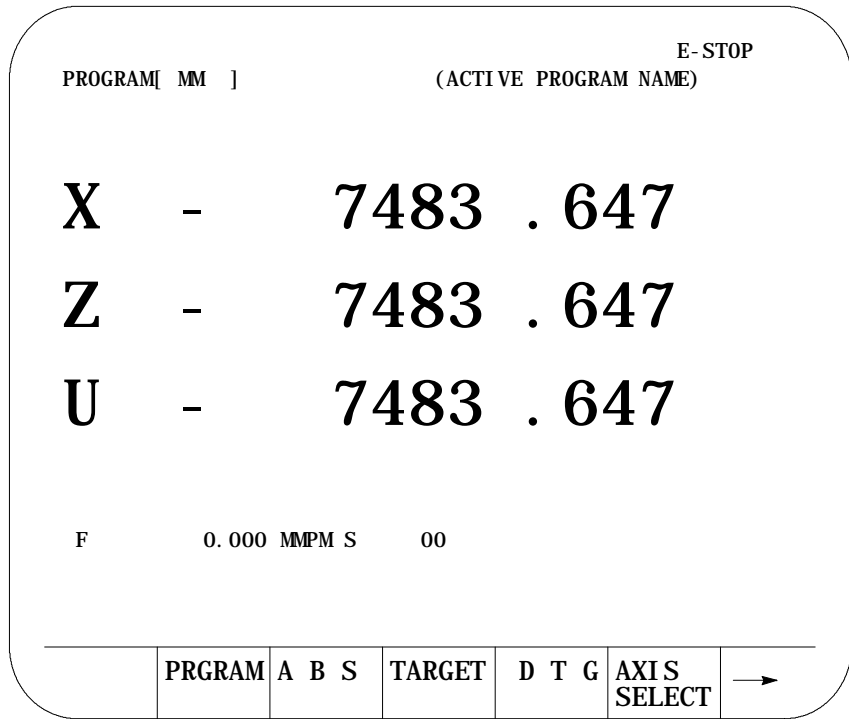 E-STOP
PROGRAM[ MM ] (ACTIVE PROGRAM NAME)
X - 7483 .647
Z - 7483 .647
U - 7483 .647
F 0.000 MMPM S 00
PRGRAM A B S TARGET D T G AXIS SELECT